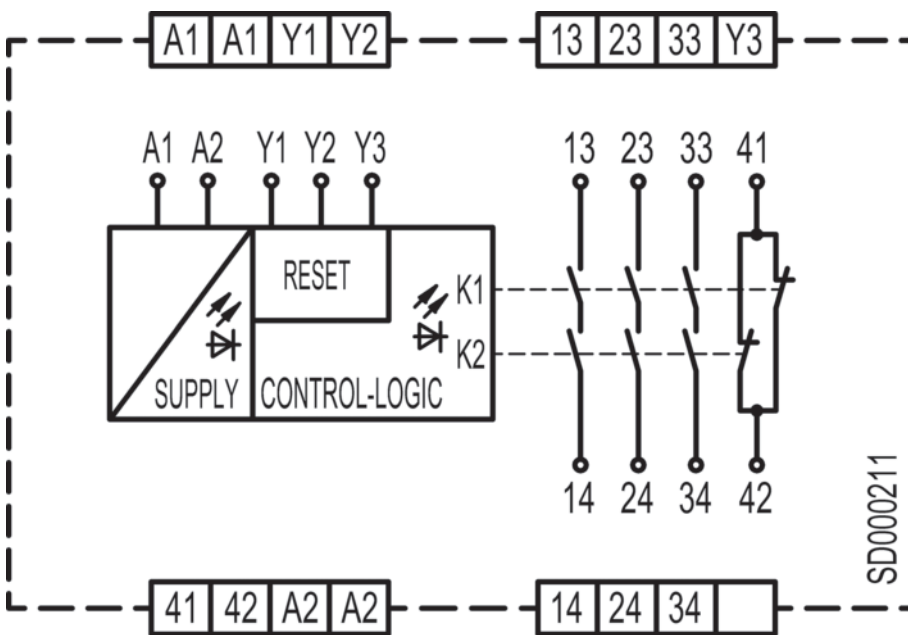 A1 A1 Y1 Y2 13 23 33 Y3
A1 A2 Y1 Y2 Y3 13 23 33 41
RESET
K1
K2
SUPPLY CONTROL-LOGIC
14 24 34 42
SD000211
41 42 A2 A2 14 24 34